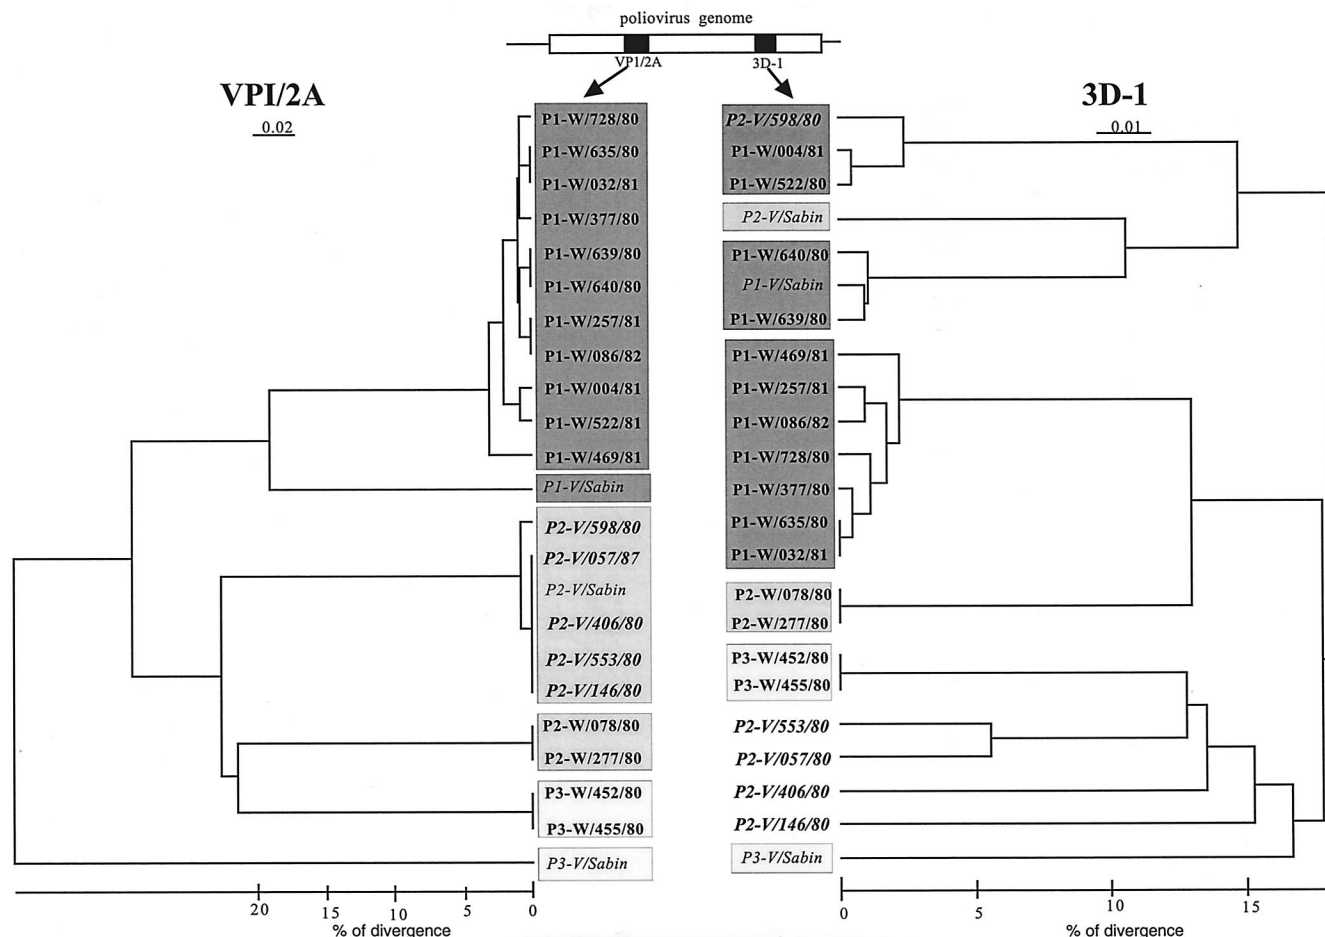 poliovirus genome
VP1/2A
3D-1
VPI/2A
0.02
P1-W/728/80
P1-W/635/80
P1-W/032/81
P1-W/377/80
P1-W/639/80
P1-W/640/80
P1-W/257/81
P1-W/086/82
P1-W/004/81
P1-W/522/81
P1-W/469/81
P1-V/Sabin
P2-V/598/80
P2-V/057/87
P2-V/Sabin
P2-V/406/80
P2-V/553/80
P2-V/146/80
P2-W/078/80
P2-W/277/80
P3-W/452/80
P3-W/455/80
P3-V/Sabin
20 15 10 5 0
% of divergence
3D-1
0.01
P2-V/598/80
P1-W/004/81
P1-W/522/80
P2-V/Sabin
P1-W/640/80
P1-V/Sabin
P1-W/639/80
P1-W/469/81
P1-W/257/81
P1-W/086/82
P1-W/728/80
P1-W/377/80
P1-W/635/80
P1-W/032/81
P2-W/078/80
P2-W/277/80
P3-W/452/80
P3-W/455/80
P2-V/553/80
P2-V/057/80
P2-V/406/80
P2-V/146/80
P3-V/Sabin
0 5 10 15
% of divergence